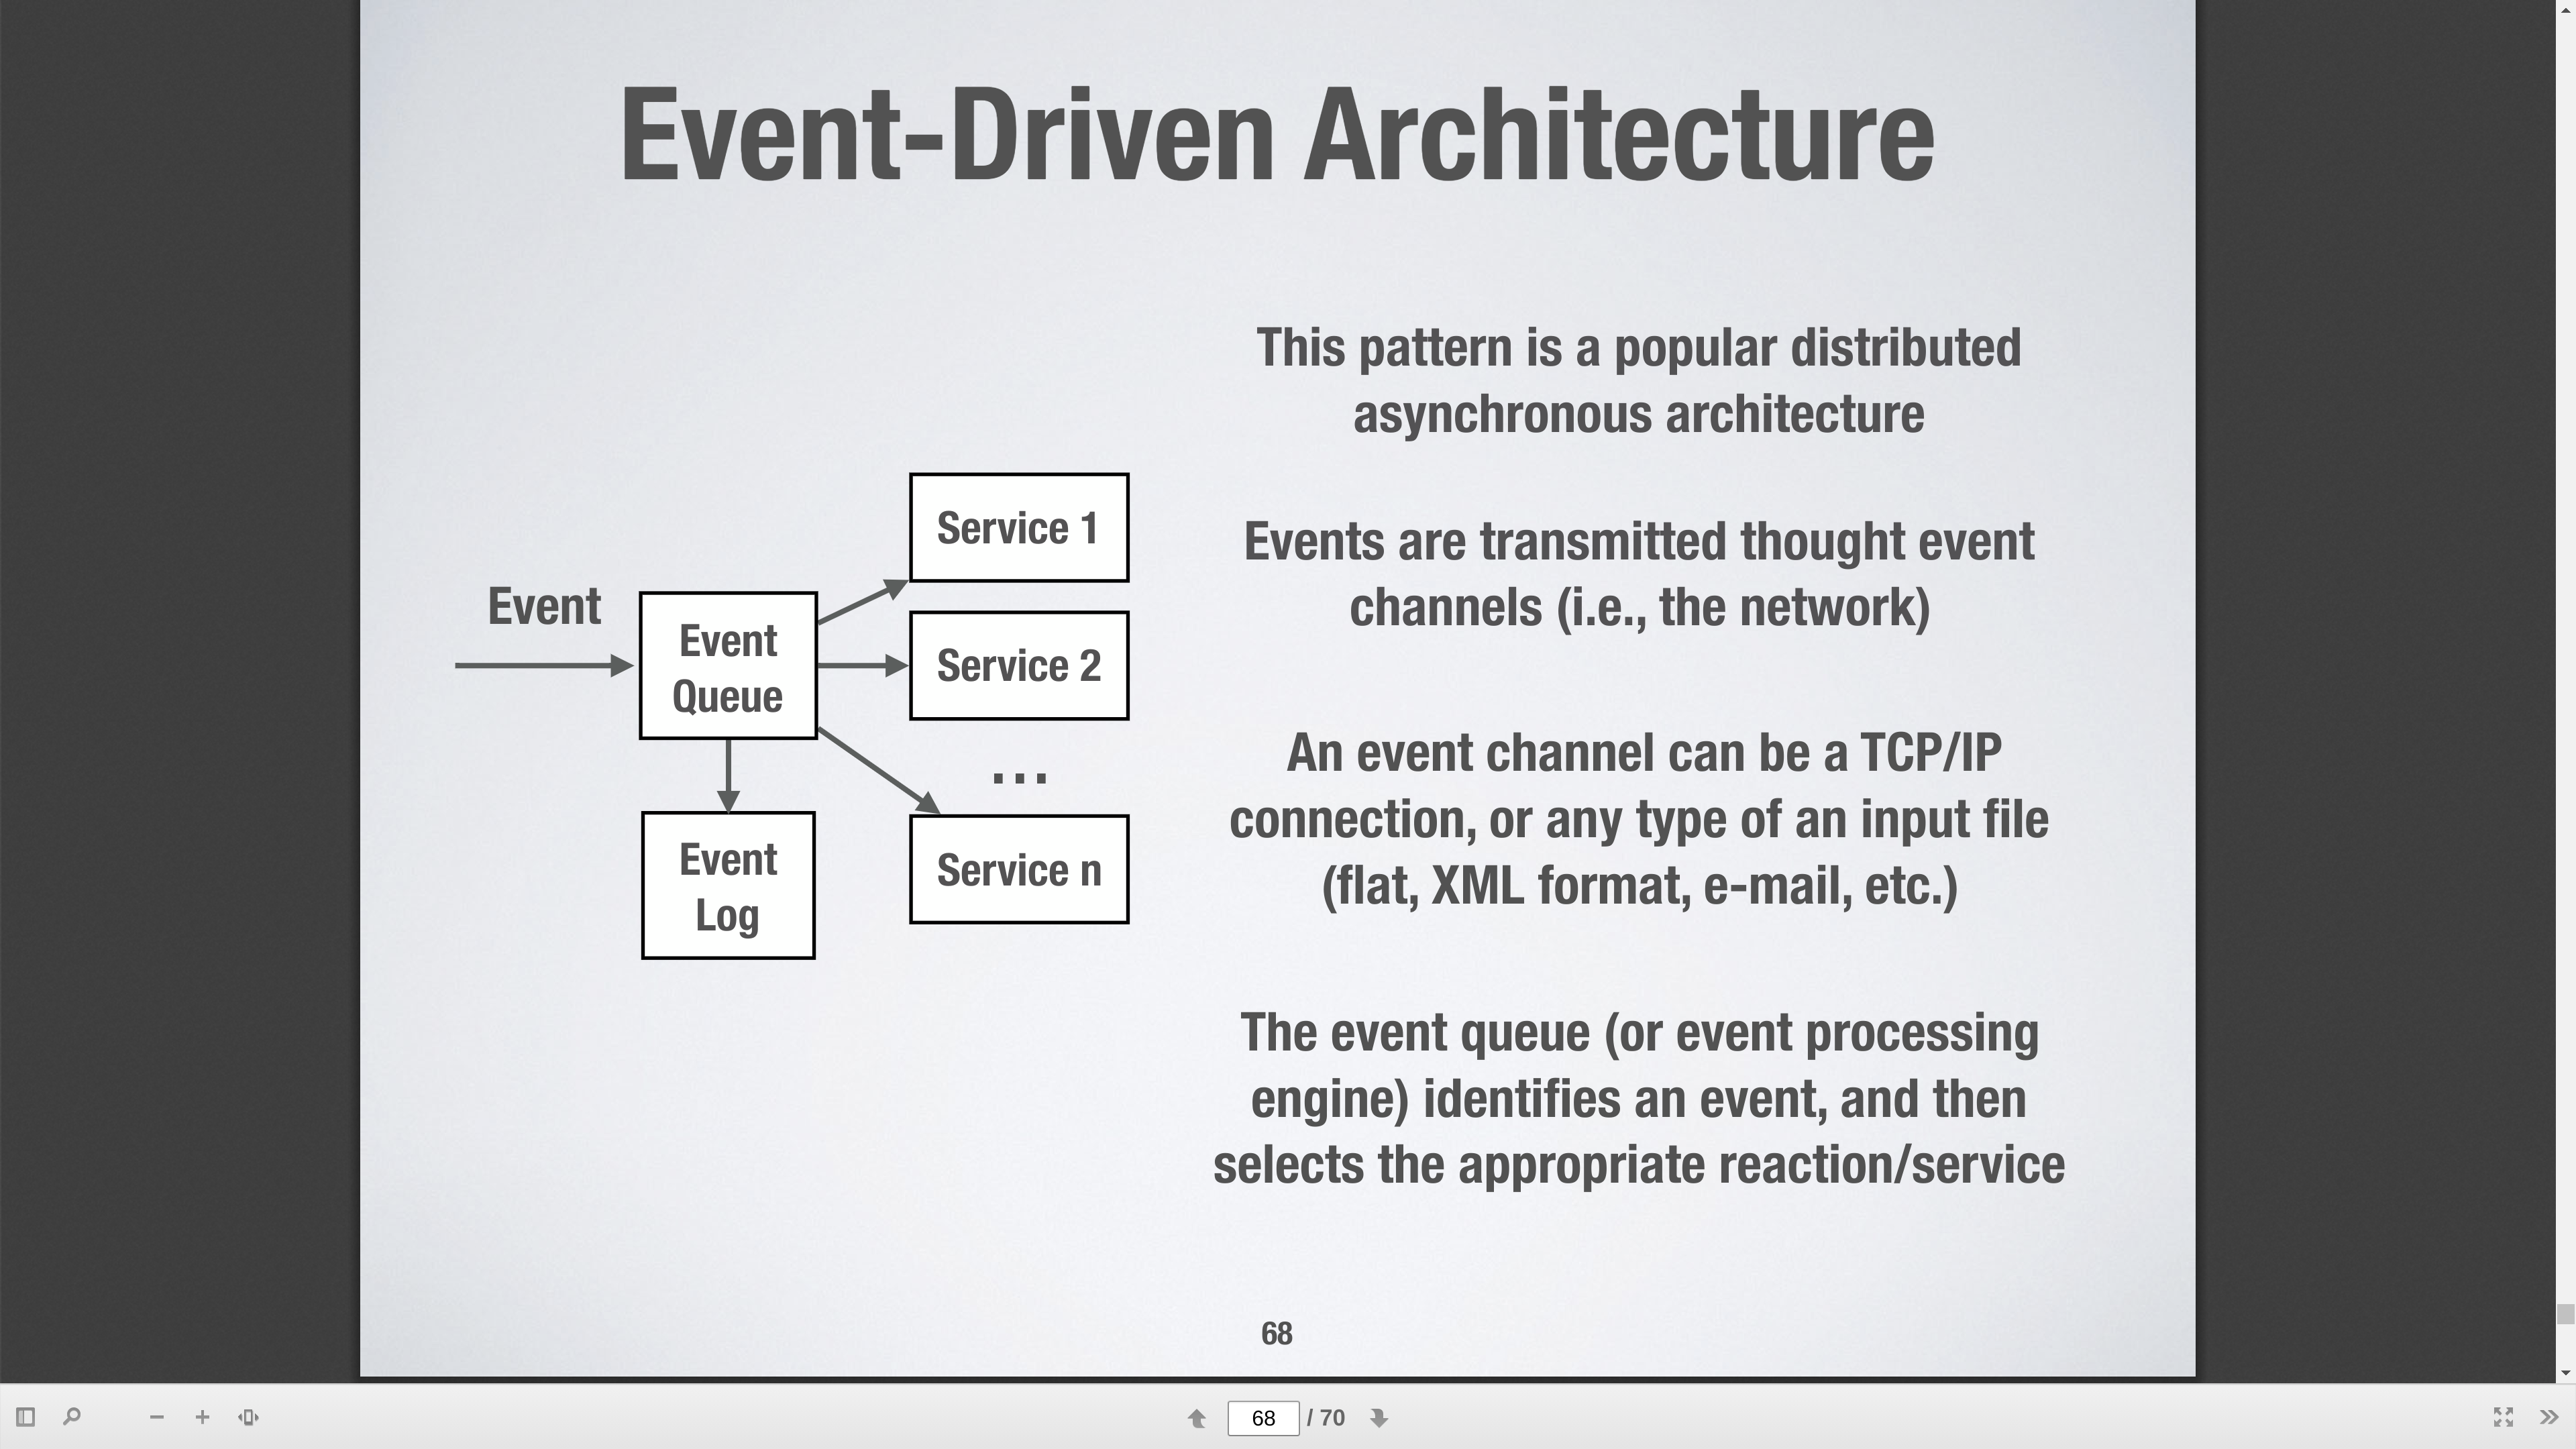 Event-Driven Architecture
This pattern is a popular distributed
asynchronous architecture
Events are transmitted thought event
channels (i.e., the network)
An event channel can be a TCP/IP
connection, or any type of an input file
(flat, XML format, e-mail, etc.)
The event queue (or event processing
engine) identifies an event, and then
selects the appropriate reaction/service
Event
Event
Queue
Event
Log
Service 1
Service 2
...
Service n
68
68 / 70